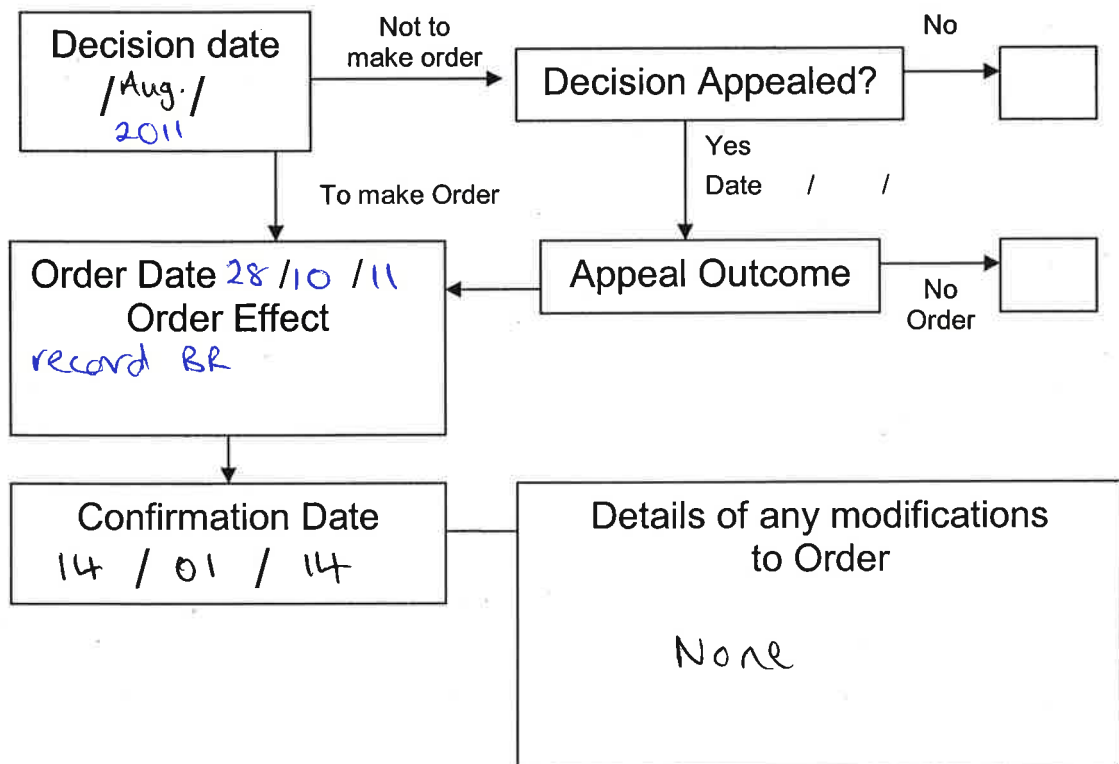 Decision date
/ Aug. /
2011
Not to
make order
Decision Appealed?
No
Yes
Date / /
To make Order
Order Date 28/10/11
Order Effect
record BR
Appeal Outcome
No
Order
Confirmation Date
14 / 01 / 14
Details of any modifications
to Order
None